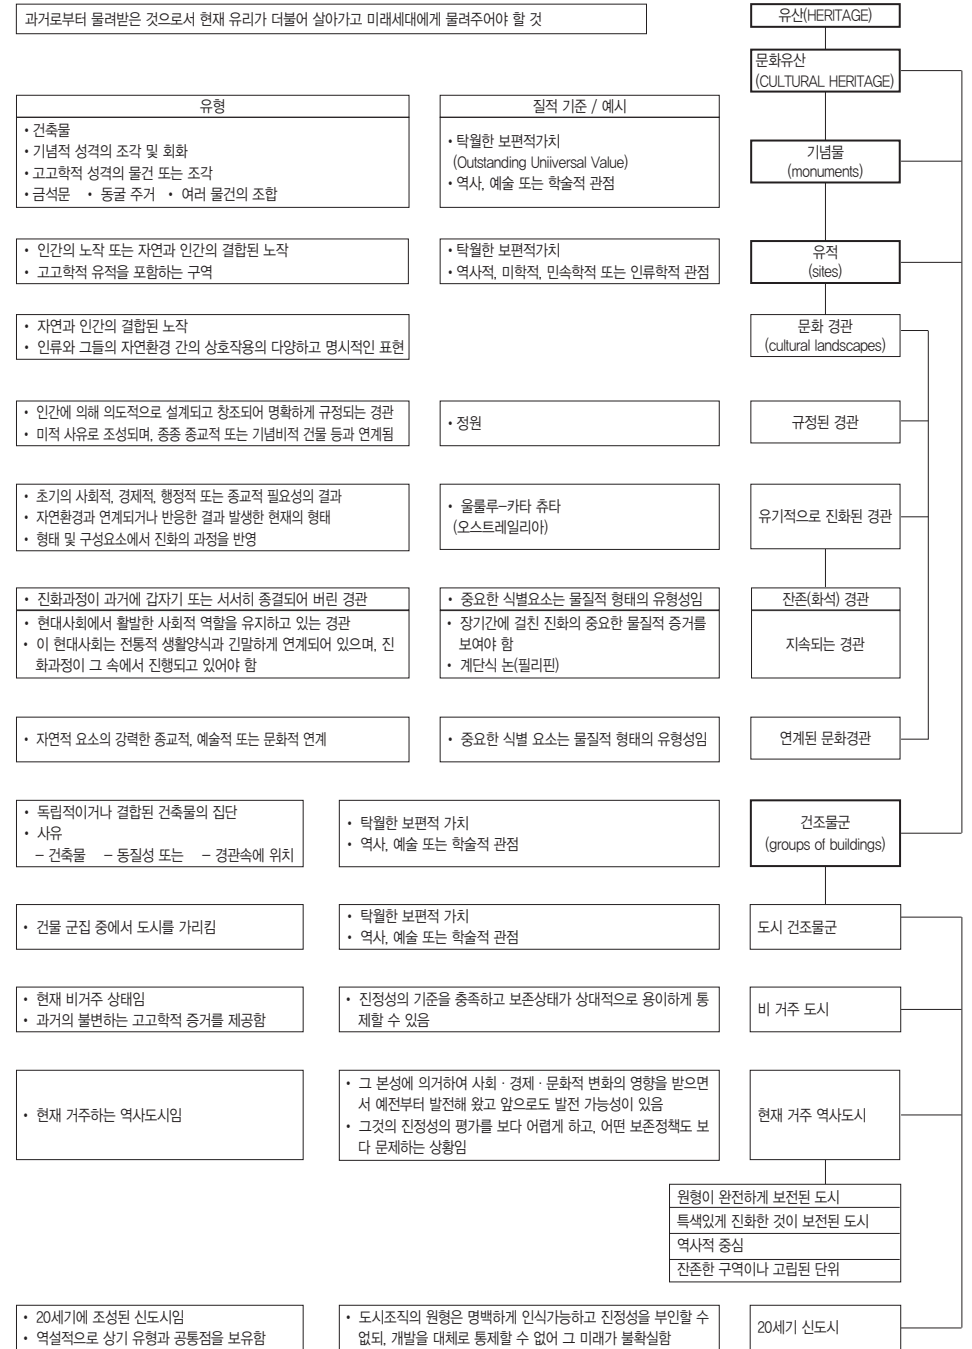 과거로부터 물려받은 것으로서 현재 유리가 더불어 살아가고 미래세대에게 물려주어야 할 것
유산(HERITAGE)
문화유산
(CULTURAL HERITAGE)
유형
질적 기준 / 예시
•건축물
•기념적 성격의 조각 및 회화
•고고학적 성격의 물건 또는 조각
•금석문 • 동굴 주거 • 여러 물건의 조합
•탁월한 보편적가치
(Outstanding Uniiversal Value)
•역사, 예술 또는 학술적 관점
기념물
(monuments)
• 인간의 노작 또는 자연과 인간의 결합된 노작
• 고고학적 유적을 포함하는 구역
•탁월한 보편적가치
•역사적, 미학적, 민속학적 또는 인류학적 관점
유적
(sites)
• 자연과 인간의 결합된 노작
• 인류와 그들의 자연환경 간의 상호작용의 다양하고 명시적인 표현
문화 경관
(cultural landscapes)
• 인간에 의해 의도적으로 설계되고 창조되어 명확하게 규정되는 경관
• 미적 사유로 조성되며, 종종 종교적 또는 기념비적 건물 등과 연계됨
•정원
규정된 경관
• 초기의 사회적, 경제적, 행정적 또는 종교적 필요성의 결과
• 자연환경과 연계되거나 반응한 결과 발생한 현재의 형태
• 형태 및 구성요소에서 진화의 과정을 반영
• 울룰루-카타 츄타
(오스트레일리아)
유기적으로 진화된 경관
• 진화과정이 과거에 갑자기 또는 서서히 종결되어 버린 경관
• 중요한 식별요소는 물질적 형태의 유형성임
잔존(화석) 경관
• 현대사회에서 활발한 사회적 역할을 유지하고 있는 경관
• 이 현대사회는 전통적 생활양식과 긴밀하게 연계되어 있으며, 진
화과정이 그 속에서 진행되고 있어야 함
• 장기간에 걸친 진화의 중요한 물질적 증거를
보여야 함
• 계단식 논(필리핀)
지속되는 경관
• 자연적 요소의 강력한 종교적, 예술적 또는 문화적 연계
• 중요한 식별 요소는 물질적 형태의 유형성임
연계된 문화경관
• 독립적이거나 결합된 건축물의 집단
• 사유
– 건축물 – 동질성 또는 – 경관속에 위치
• 탁월한 보편적 가치
• 역사, 예술 또는 학술적 관점
건조물군
(groups of buildings)
• 건물 군집 중에서 도시를 가리킴
• 탁월한 보편적 가치
• 역사, 예술 또는 학술적 관점
도시 건조물군
• 현재 비거주 상태임
• 과거의 불변하는 고고학적 증거를 제공함
• 진정성의 기준을 충족하고 보존상태가 상대적으로 용이하게 통
제할 수 있음
비 거주 도시
• 현재 거주하는 역사도시임
• 그 본성에 의거하여 사회 · 경제 · 문화적 변화의 영향을 받으면
서 예전부터 발전해 왔고 앞으로도 발전 가능성이 있음
• 그것의 진정성의 평가를 보다 어렵게 하고, 어떤 보존정책도 보
다 문제하는 상황임
현재 거주 역사도시
원형이 완전하게 보전된 도시
특색있게 진화한 것이 보전된 도시
역사적 중심
잔존한 구역이나 고립된 단위
• 20세기에 조성된 신도시임
• 역설적으로 상기 유형과 공통점을 보유함
• 도시조직의 원형은 명백하게 인식가능하고 진정성을 부인할 수
없되, 개발을 대체로 통제할 수 없어 그 미래가 불확실함
20세기 신도시